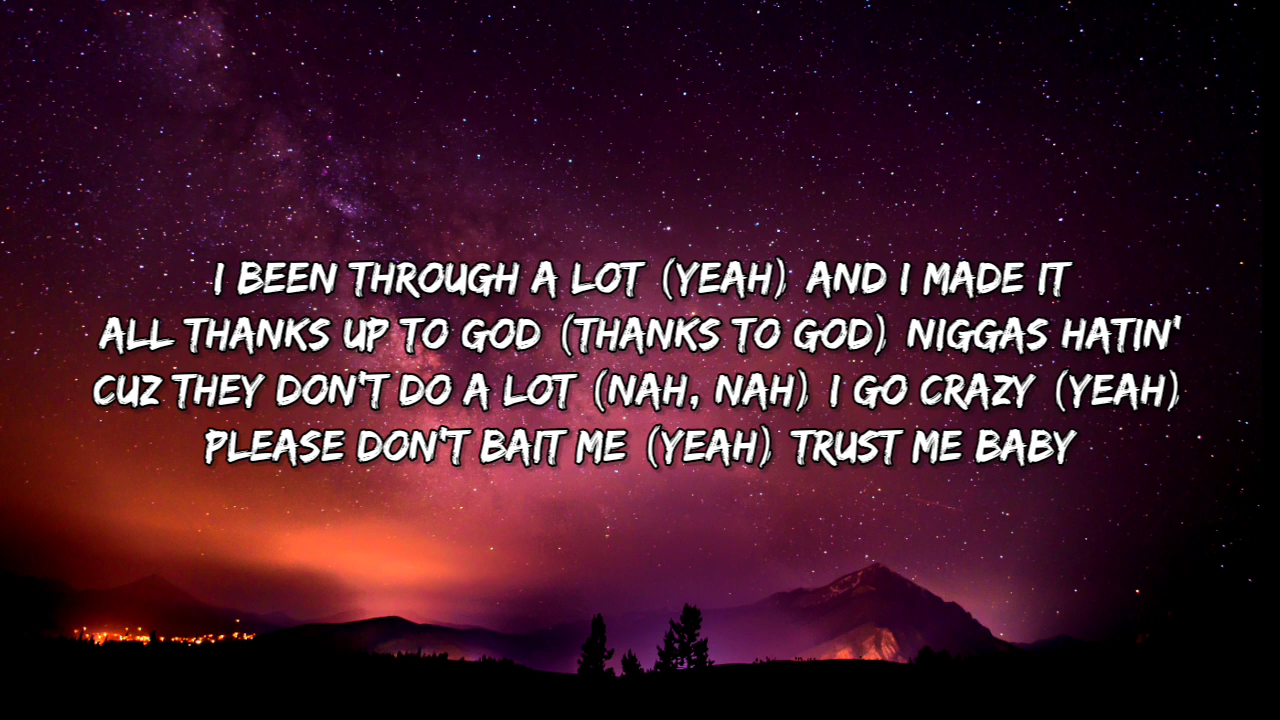 I BEEN THROUGH A LOT (YEAH) AND I MADE IT
ALL THANKS UP TO GOD (THANKS TO GOD) NIGGAS HATIN'
CUZ THEY DON'T DO A LOT (NAH, NAH) I GO CRAZY (YEAH)
PLEASE DON'T BAIT ME (YEAH) TRUST ME BABY